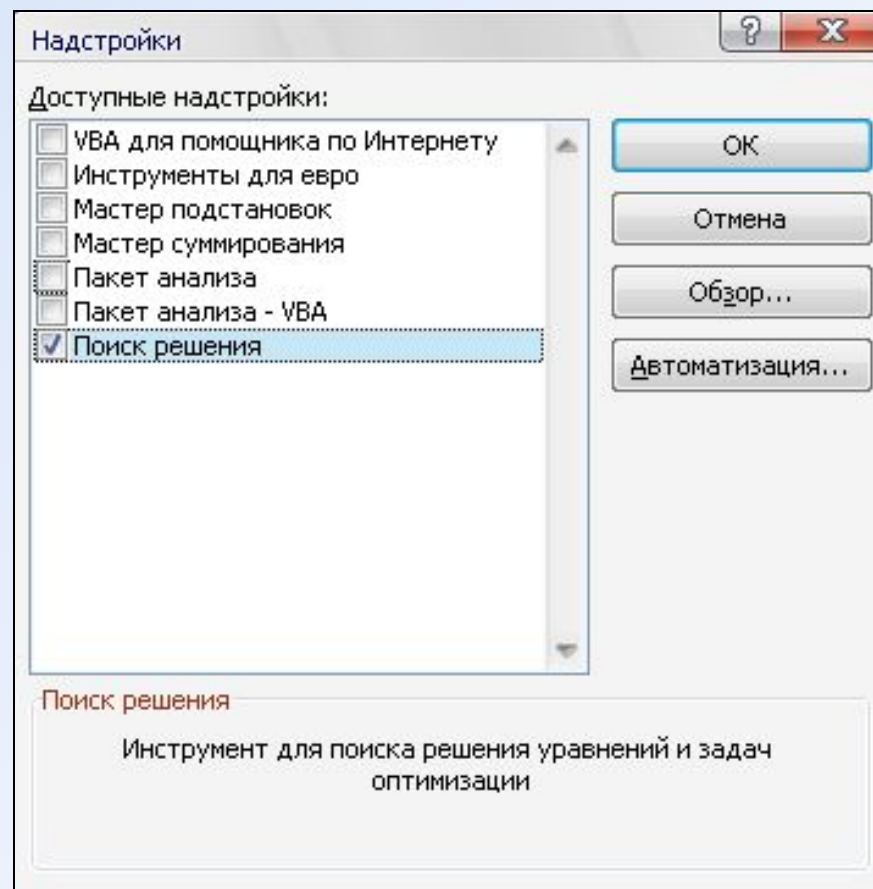 Надстройки
Доступные надстройки:
VBA для помощника по Интернету
Инструменты для евро
Мастер подстановок
Мастер суммирования
Пакет анализа
Пакет анализа - VBA
Поиск решения
ОК
Отмена
Обзор...
Автоматизация...
Поиск решения
Инструмент для поиска решения уравнений и задач
оптимизации